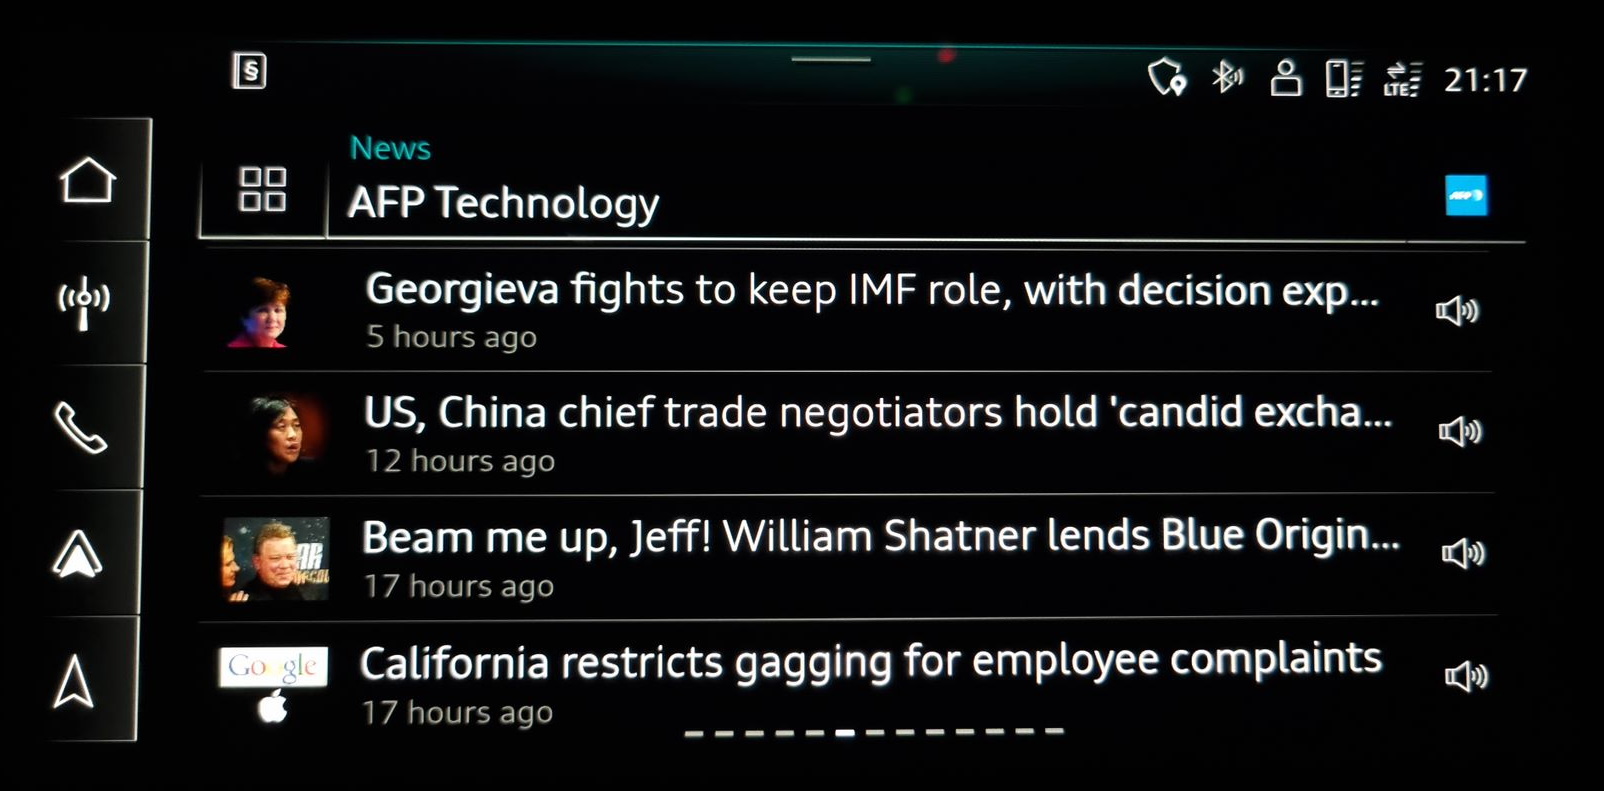 §
LTE 21:17
News
AFP Technology
AFP
Georgieva fights to keep IMF role, with decision exp...
5 hours ago
US, China chief trade negotiators hold 'candid excha...
12 hours ago
Beam me up, Jeff! William Shatner lends Blue Origin...
17 hours ago
Google
California restricts gagging for employee complaints
17 hours ago